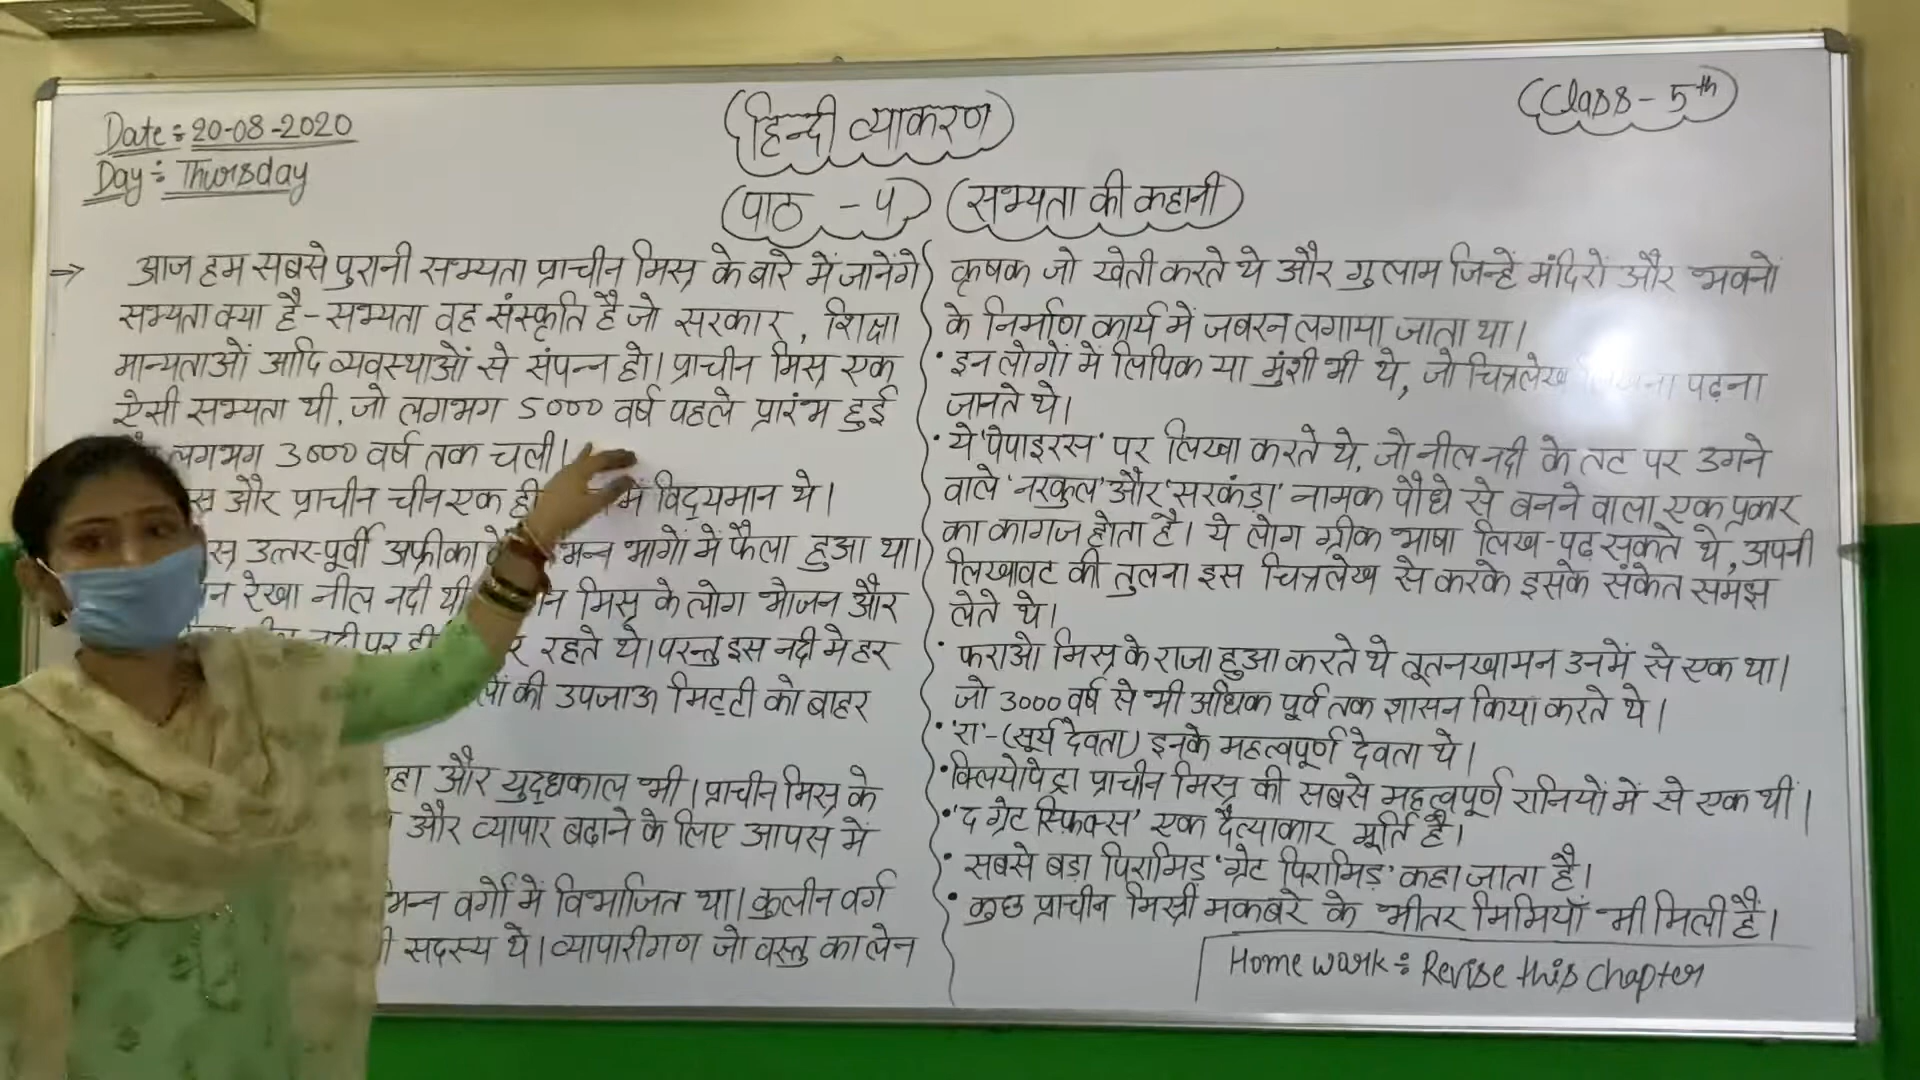 Date: 20-08-2020
Day: Thursday
(हिन्दी व्याकरण)
(Class - 5th)
(पाठ - 4) (सभ्यता की कहानी)
⇒ आज हम सबसे पुरानी सभ्यता प्राचीन मिस्र के बारे में जानेंगे
सभ्यता क्या है - सभ्यता वह संस्कृति है जो सरकार, शिक्षा
मान्यताओं आदि व्यवस्थाओं से संपन्न हो। प्राचीन मिस्र एक
ऐसी सभ्यता थी, जो लगभग 5000 वर्ष पहले प्रारंभ हुई
लगभग 3000 वर्ष तक चली।
और प्राचीन चीन एक ही में विद्यमान थे।
उत्तर-पूर्वी अफ्रीका के भागों में फैला हुआ था।
रेखा नील नदी थी मिस्र के लोग भोजन और
नदी पर ही रहते थे। परन्तु इस नदी मे हर
की उपजाऊ मिट्टी को बाहर
और युद्धकाल भी। प्राचीन मिस्र के
और व्यापार बढ़ाने के लिए आपस में
वर्गों में विभाजित था। कुलीन वर्ग
सदस्य थे। व्यापारीगण जो वस्तु का लेन
कृषक जो खेती करते थे और गुलाम जिन्हें मंदिरों और भवनों
के निर्माण कार्य में जबरन लगाया जाता था।
• इन लोगों में लिपिक या मुंशी भी थे, जो चित्रलेख पढ़ना
जानते थे।
• ये 'पेपाइरस' पर लिखा करते थे, जो नील नदी के तट पर उगने
वाले 'नरकुल' और 'सरकंड़ा' नामक पौधे से बनने वाला एक प्रकार
का कागज होता है। ये लोग ग्रीक भाषा लिख-पढ़ सकते थे, अपनी
लिखावट की तुलना इस चित्रलेख से करके इसके संकेत समझ
लेते थे।
• फराओ मिस्र के राजा हुआ करते थे तूतनखामन उनमें से एक था।
जो 3000 वर्ष से भी अधिक पूर्व तक शासन किया करते थे।
• 'रा' - (सूर्य देवता) इनके महत्वपूर्ण देवता थे।
• क्लियोपेट्रा प्राचीन मिस्र की सबसे महत्वपूर्ण रानियों में से एक थी।
• 'द ग्रेट स्फ़िंक्स' एक दैत्याकार मूर्ति है।
• सबसे बड़ा पिरामिड़ 'ग्रेट पिरामिड़' कहा जाता है।
• कुछ प्राचीन मिस्री मकबरे के भीतर ममियाँ भी मिली हैं।
Home work: Revise this chapter